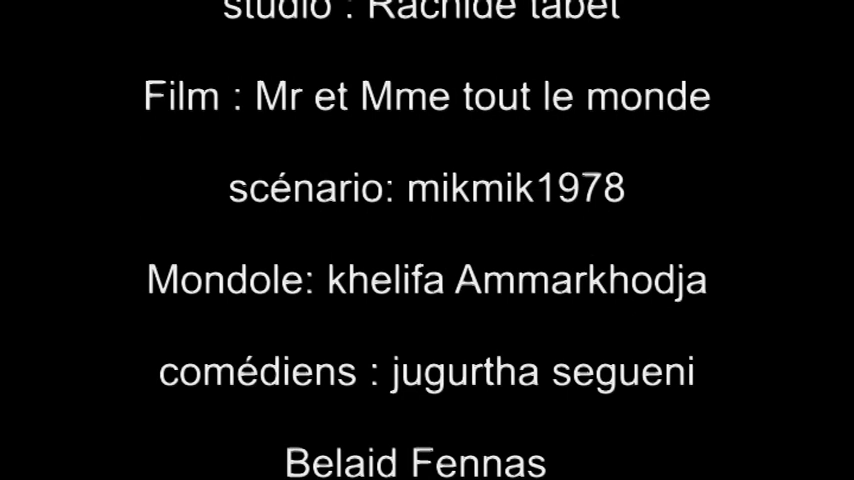 studio : Rachide tabet
Film : Mr et Mme tout le monde
scénario: mikmik1978
Mondole: khelifa Ammarkhodja
comédiens : jugurtha segueni
Belaid Fennas